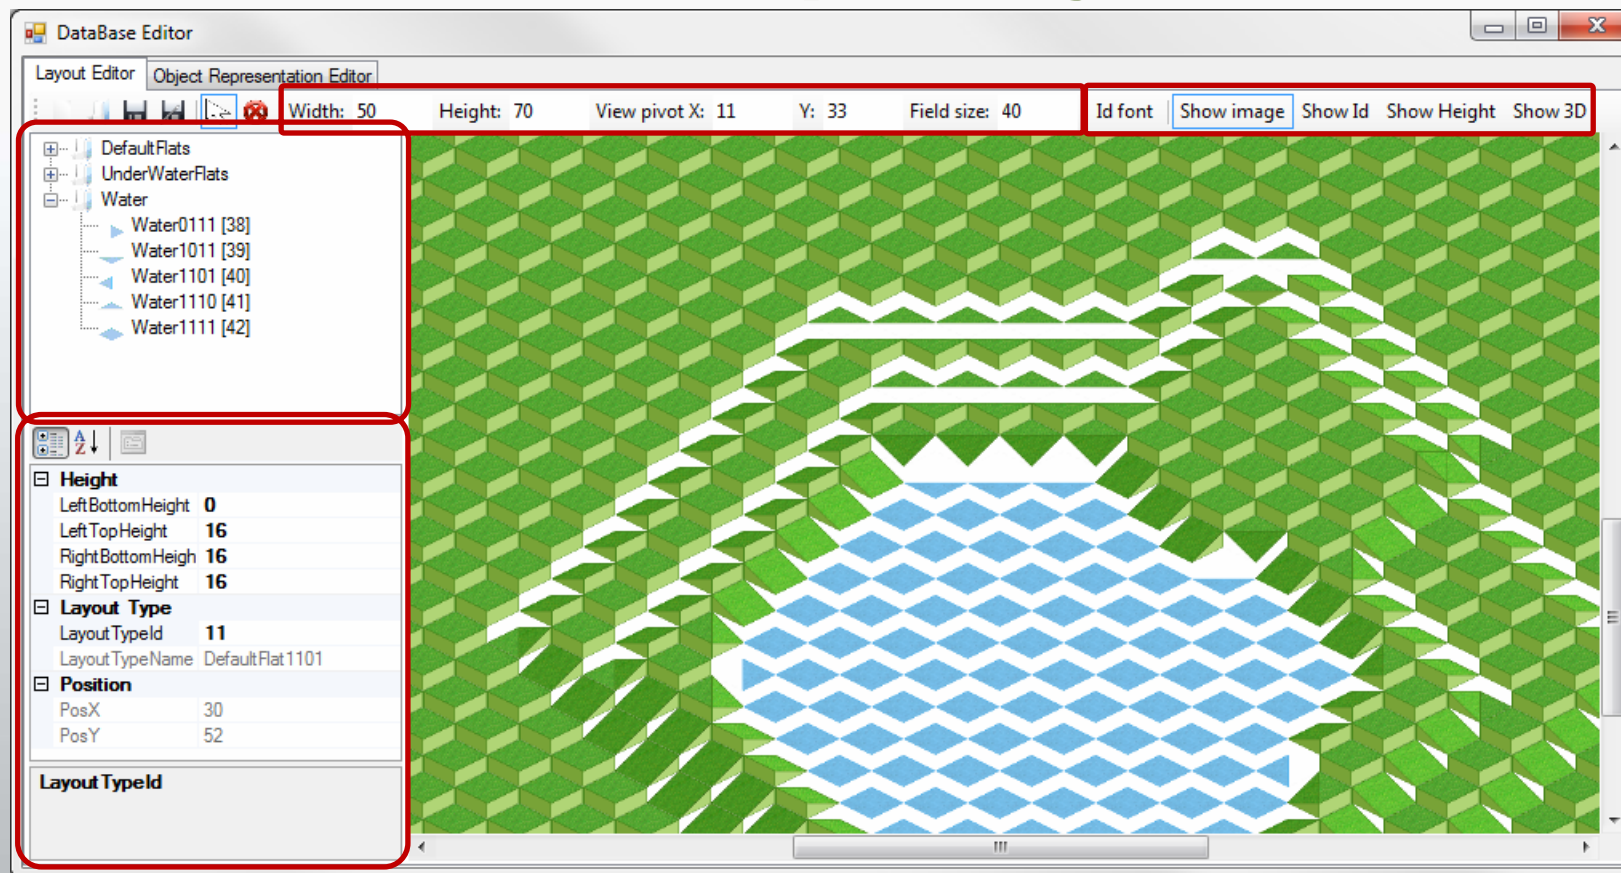 DataBase Editor
Layout Editor Object Representation Editor
Width: 50 Height: 70 View pivot X: 11 Y: 33 Field size: 40 Id font Show image Show Id Show Height Show 3D
DefaultFlats
UnderWaterFlats
Water
Water0111 [38]
Water1011 [39]
Water1101 [40]
Water1110 [41]
Water1111 [42]
A Z
Height
LeftBottomHeight 0
LeftTopHeight 16
RightBottomHeigh 16
RightTopHeight 16
Layout Type
LayoutTypeId 11
LayoutTypeName DefaultFlat1101
Position
PosX 30
PosY 52
LayoutTypeId